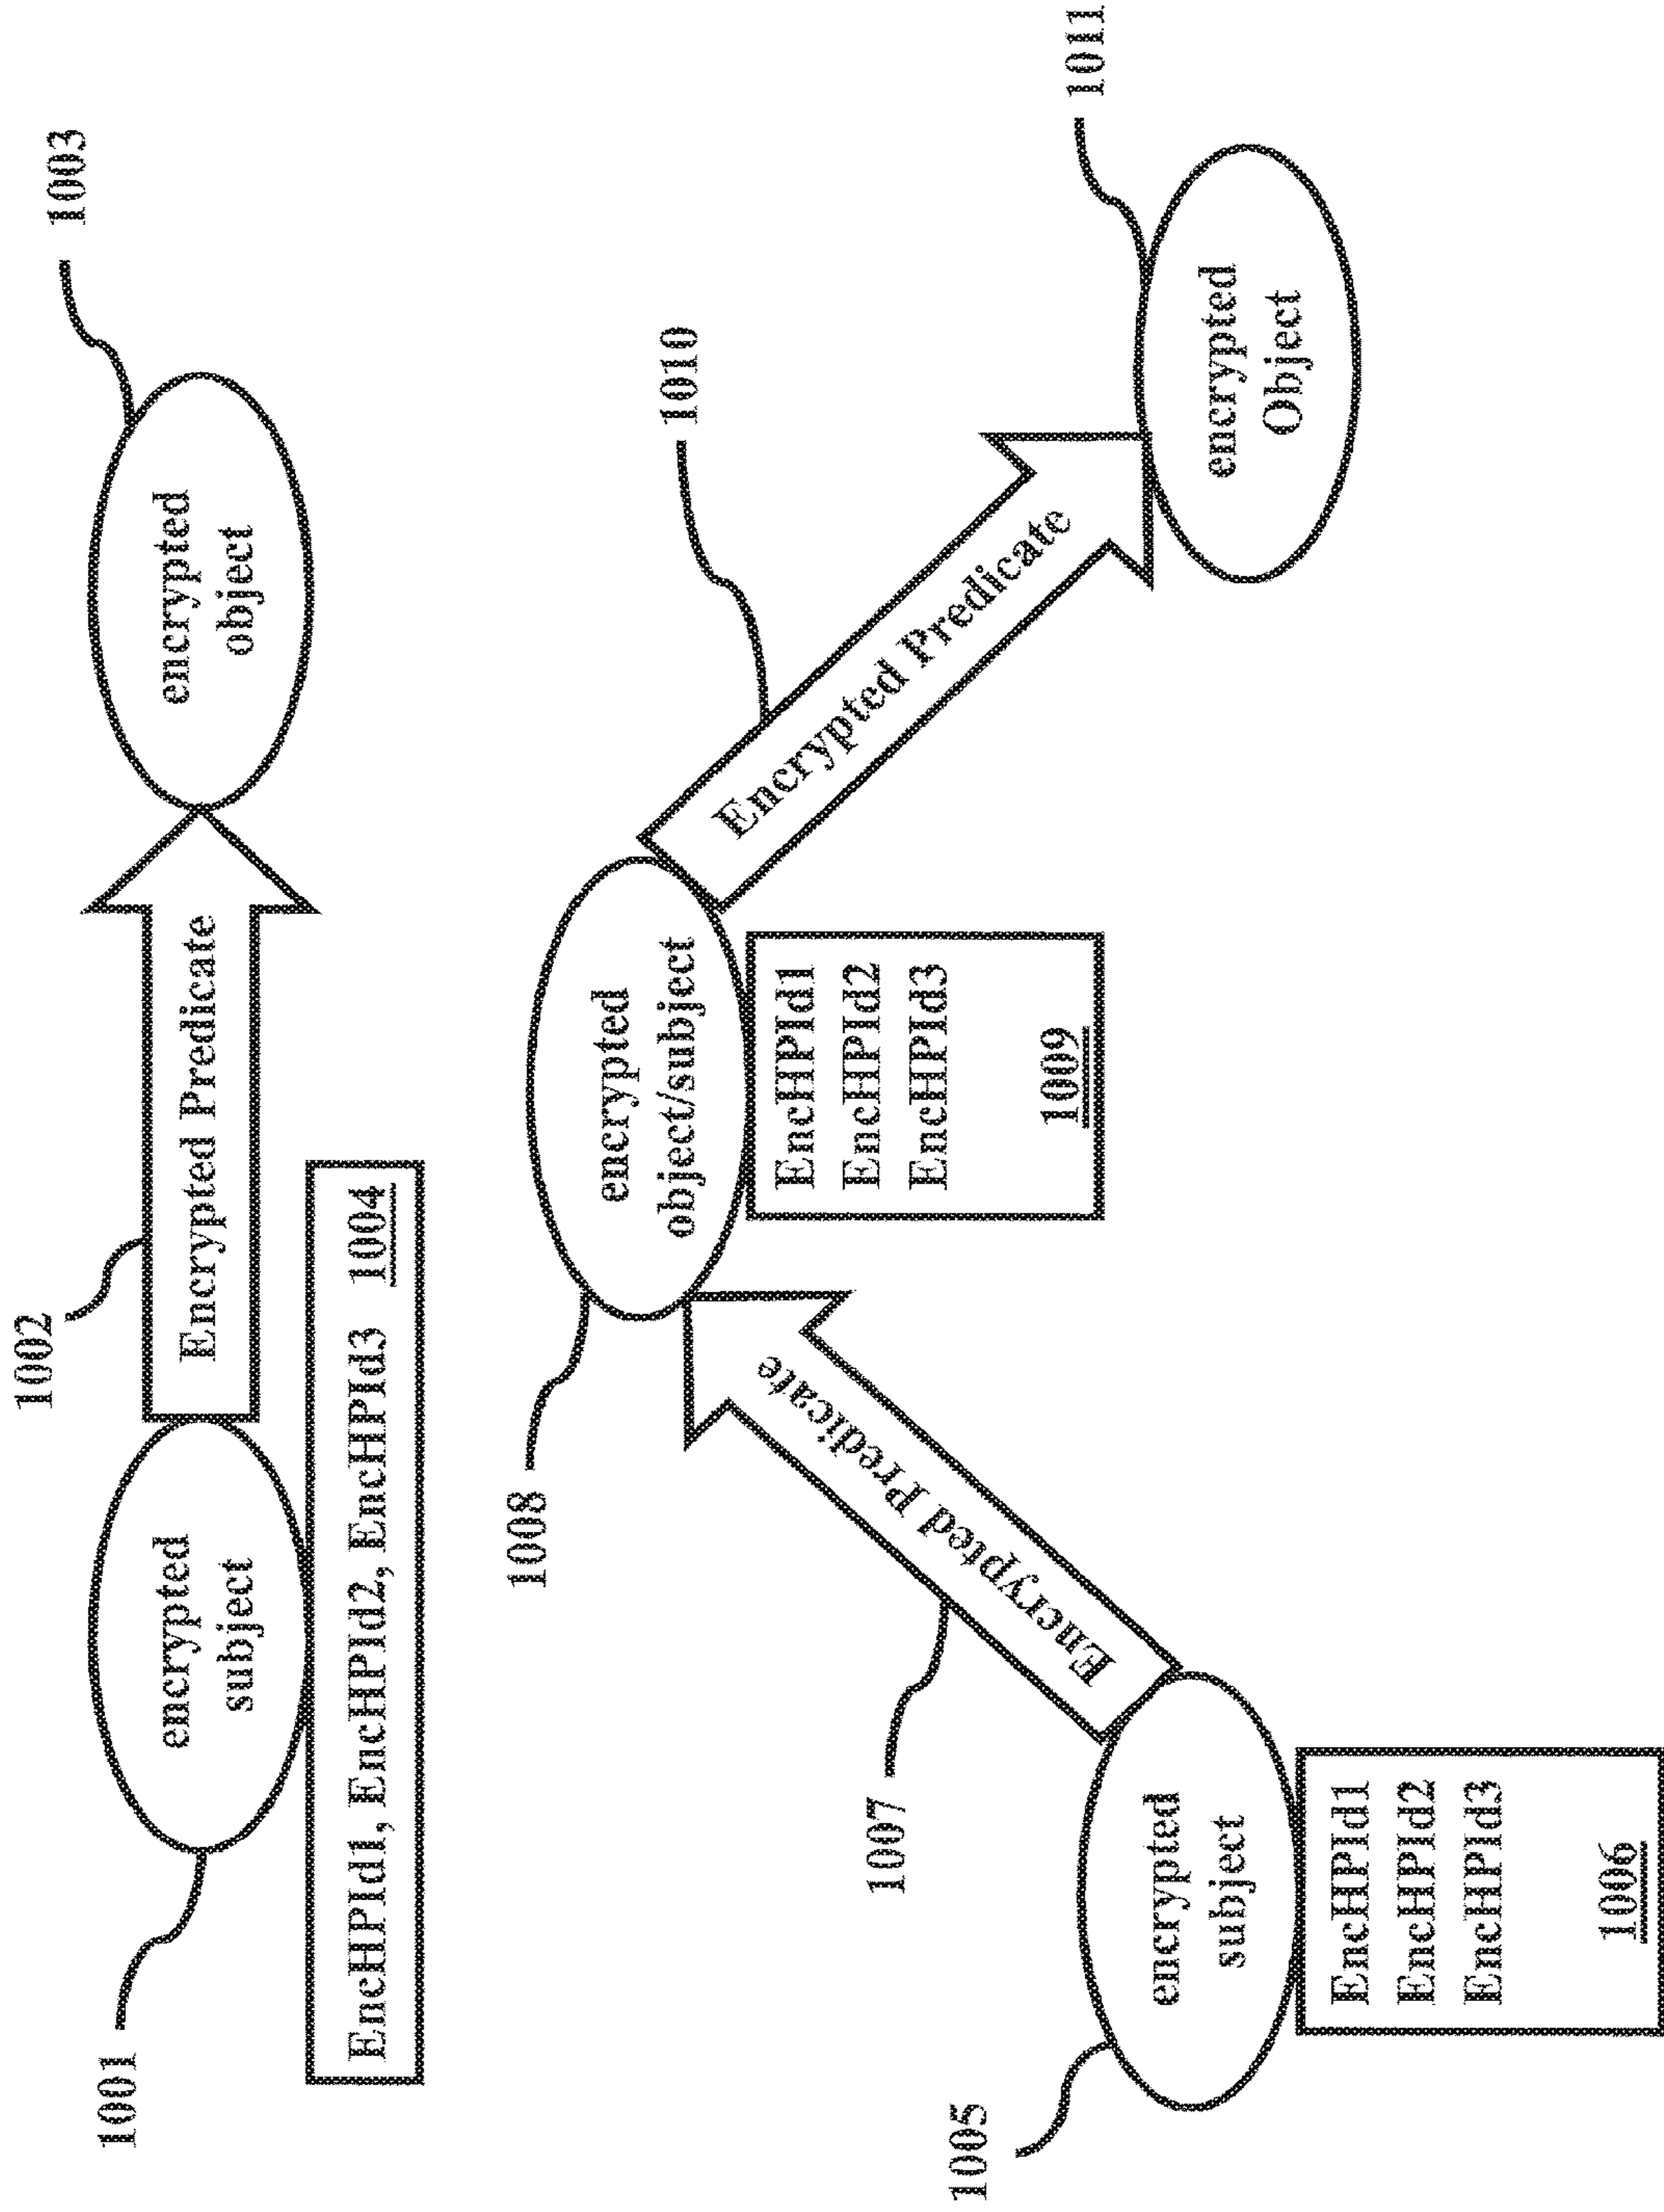 1001
1002
1003
encrypted
subject
Encrypted Predicate
encrypted
object
EncHPId1, EncHPId2, EncHPId3 1004
1008
1010
encrypted
object/subject
EncHPId1
EncHPId2
EncHPId3
1009
1007
Encrypted Predicate
Encrypted Predicate
1005
encrypted
subject
EncHPId1
EncHPId2
EncHPId3
1006
1011
encrypted
Object